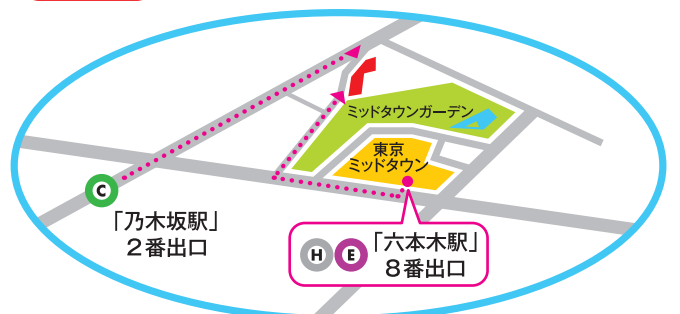 ミッドタウンガーデン
東京
ミッドタウン
C
「乃木坂駅」
2番出口
H E 「六本木駅」
8番出口